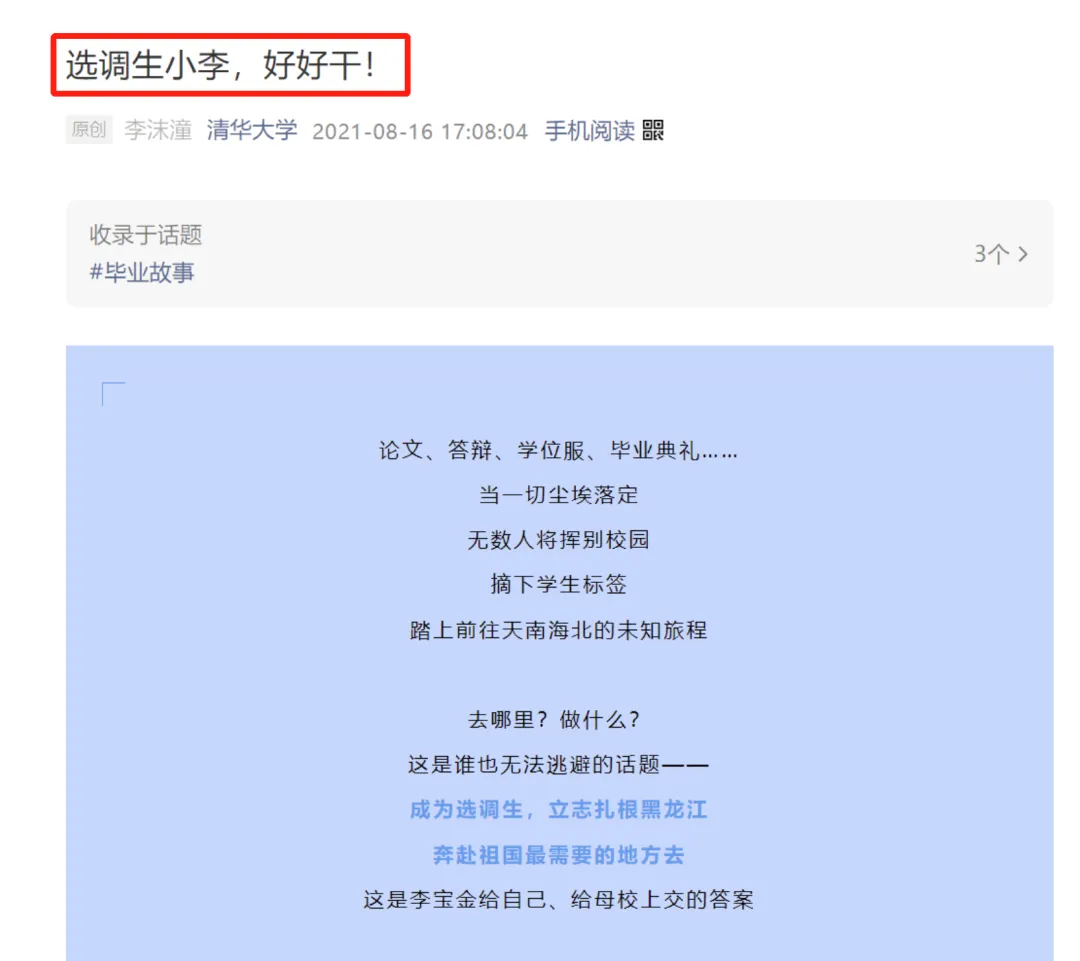 选调生小李，好好干！
原创 李沫潼 清华大学 2021-08-16 17:08:04 手机阅读
收录于话题
#毕业故事
3个 >
论文、答辩、学位服、毕业典礼……
当一切尘埃落定
无数人将挥别校园
摘下学生标签
踏上前往天南海北的未知旅程
去哪里？做什么？
这是谁也无法逃避的话题——
成为选调生，立志扎根黑龙江
奔赴祖国最需要的地方去
这是李宝金给自己、给母校上交的答案